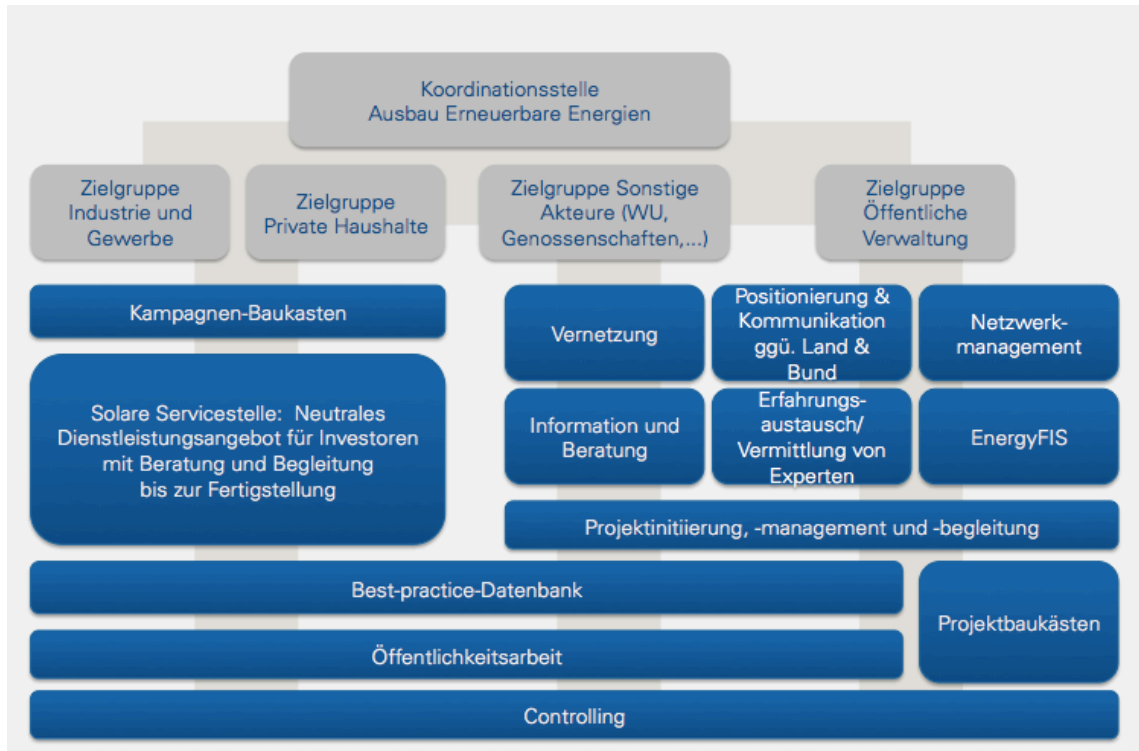 Koordinationsstelle
Ausbau Erneuerbare Energien
Zielgruppe
Industrie und
Gewerbe
Zielgruppe
Private Haushalte
Zielgruppe Sonstige
Akteure (WU,
Genossenschaften,...)
Zielgruppe
Öffentliche
Verwaltung
Kampagnen-Baukasten
Solare Servicestelle: Neutrales
Dienstleistungsangebot für Investoren
mit Beratung und Begleitung
bis zur Fertigstellung
Vernetzung
Positionierung &
Kommunikation
ggü. Land &
Bund
Netzwerk-
management
Information und
Beratung
Erfahrungs-
austausch/
Vermittlung von
Experten
EnergyFIS
Projektinitiierung, -management und -begleitung
Best-practice-Datenbank
Projektbaukästen
Öffentlichkeitsarbeit
Controlling